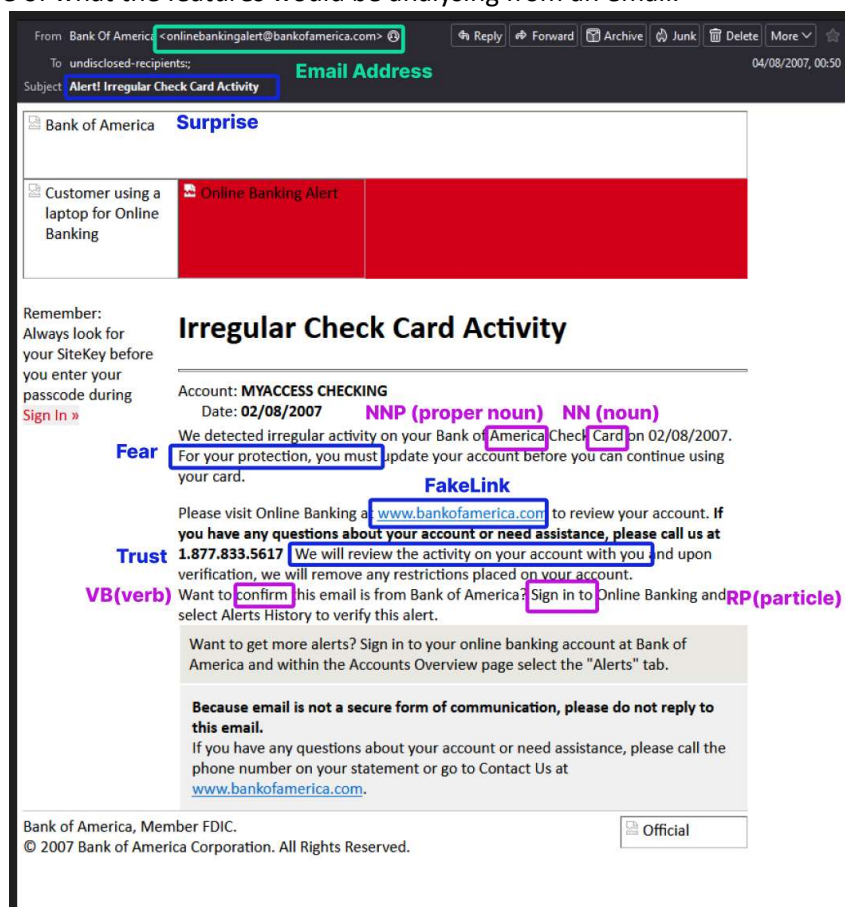 From Bank Of America <onlinebankingalert@bankofamerica.com> Reply Forward Archive Junk Delete More
To undisclosed-recipients:; Email Address 04/08/2007, 00:50
Subject Alert! Irregular Check Card Activity
Bank of America Surprise
Customer using a
laptop for Online
Banking
Online Banking Alert
Remember:
Always look for
your SiteKey before
you enter your
passcode during
Sign In »
Irregular Check Card Activity
Account: MYACCESS CHECKING
Date: 02/08/2007 NNP (proper noun) NN (noun)
We detected irregular activity on your Bank of America Check Card on 02/08/2007.
Fear For your protection, you must update your account before you can continue using
your card.
FakeLink
Please visit Online Banking at www.bankofamerica.com to review your account. If
you have any questions about your account or need assistance, please call us at
Trust 1.877.833.5617 We will review the activity on your account with you and upon
verification, we will remove any restrictions placed on your account.
VB(verb) Want to confirm this email is from Bank of America? Sign in to Online Banking and RP(particle)
select Alerts History to verify this alert.
Want to get more alerts? Sign in to your online banking account at Bank of
America and within the Accounts Overview page select the "Alerts" tab.
Because email is not a secure form of communication, please do not reply to
this email.
If you have any questions about your account or need assistance, please call the
phone number on your statement or go to Contact Us at
www.bankofamerica.com.
Bank of America, Member FDIC.
© 2007 Bank of America Corporation. All Rights Reserved.
Official